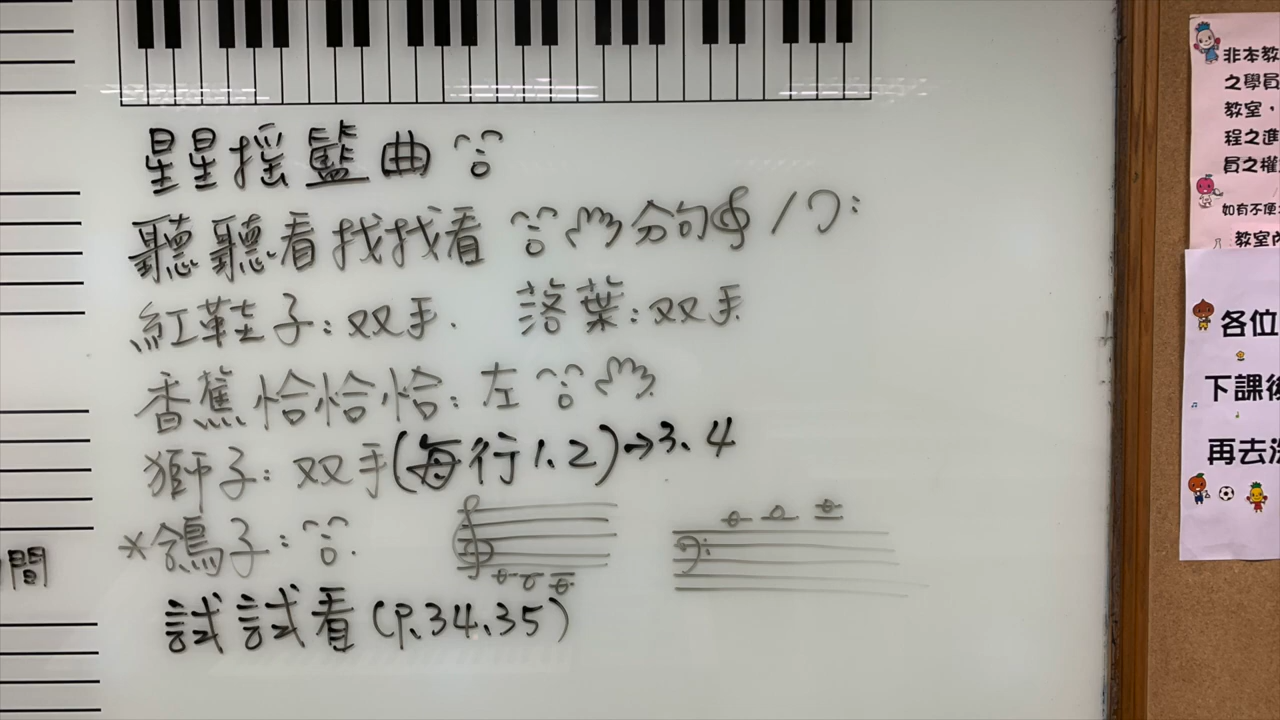 星星搖籃曲
聽聽看找找看 分句 /
紅鞋子:双手. 落葉:双手
香蕉恰恰恰:左
獅子:双手(每行1.2)→3.4
*鴿子:
試試看(P.34.35)
間
非本教
之學員
教室,
程之進
員之權
如有不便
教室內
各位
下課後
再去洗